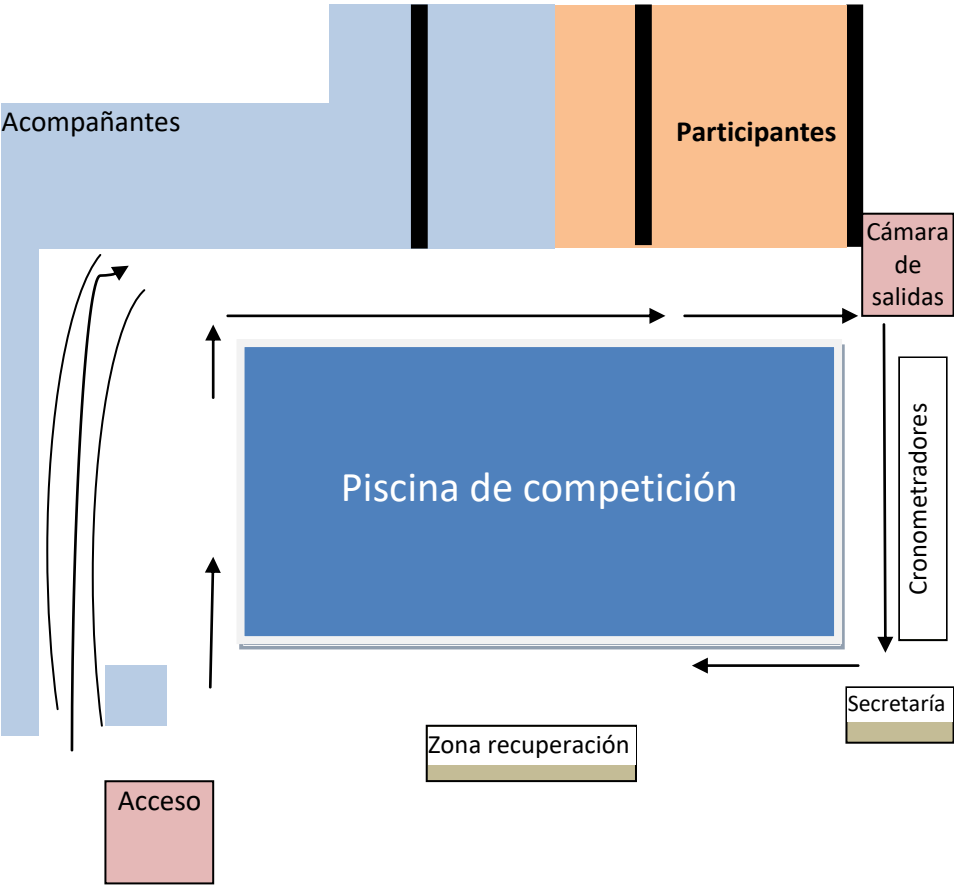 Acompañantes
Participantes
Cámara
de
salidas
Piscina de competición
Cronometradores
Secretaría
Zona recuperación
Acceso